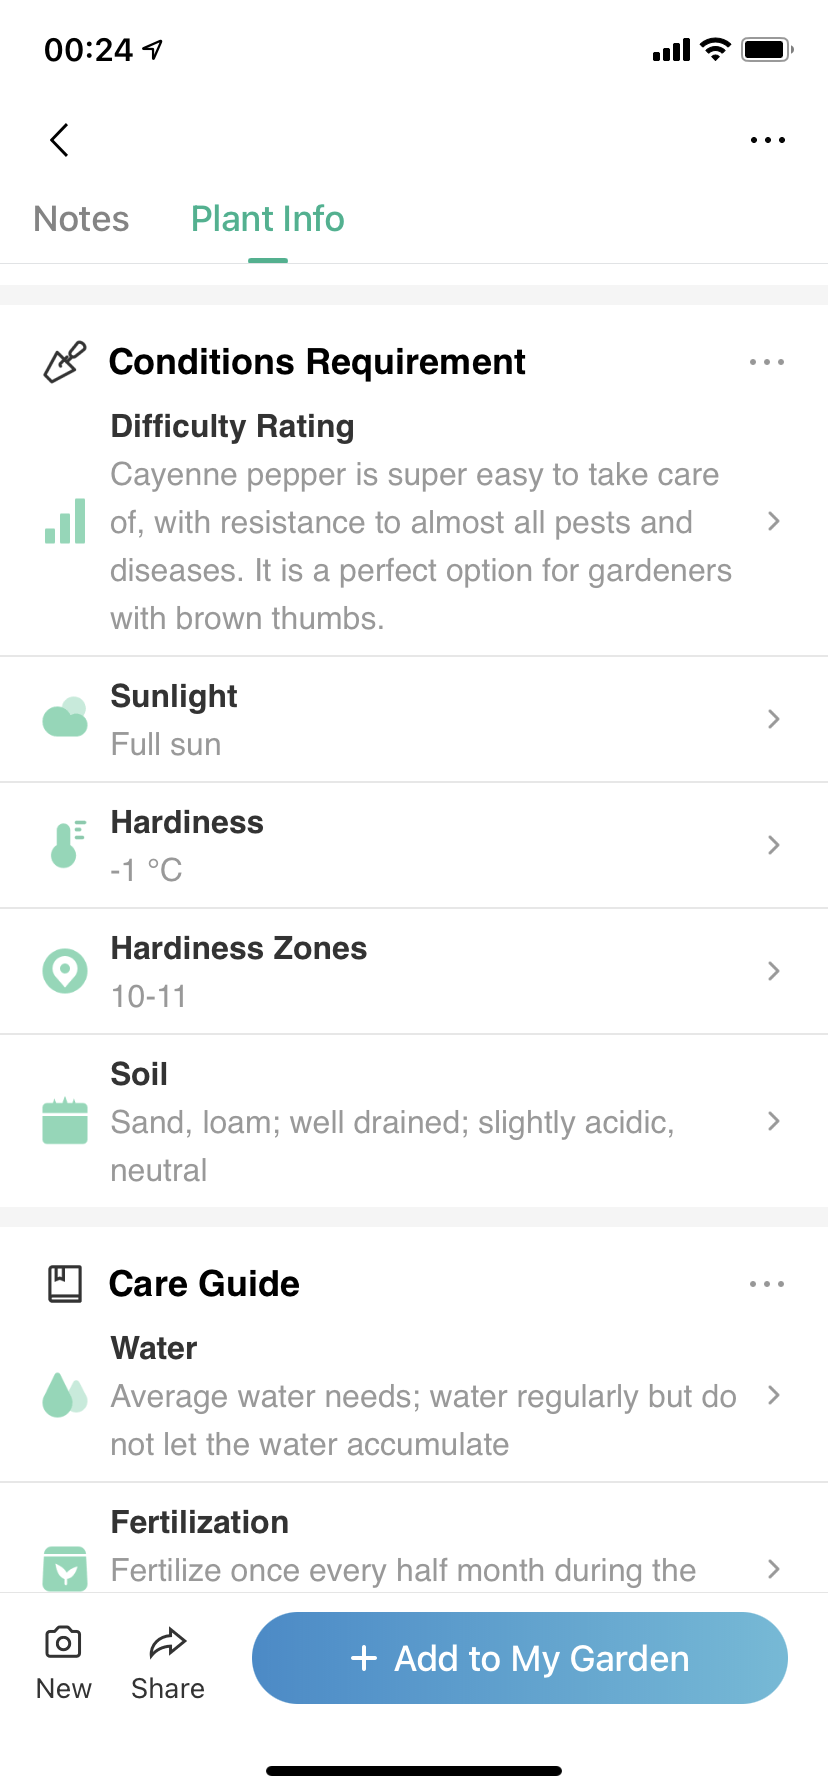 00:24
Notes
Plant Info
Conditions Requirement
Difficulty Rating
Cayenne pepper is super easy to take care
of, with resistance to almost all pests and
diseases. It is a perfect option for gardeners
with brown thumbs.
Sunlight
Full sun
Hardiness
-1 °C
Hardiness Zones
10-11
Soil
Sand, loam; well drained; slightly acidic,
neutral
Care Guide
Water
Average water needs; water regularly but do
not let the water accumulate
Fertilization
Fertilize once every half month during the
New
Share
+ Add to My Garden